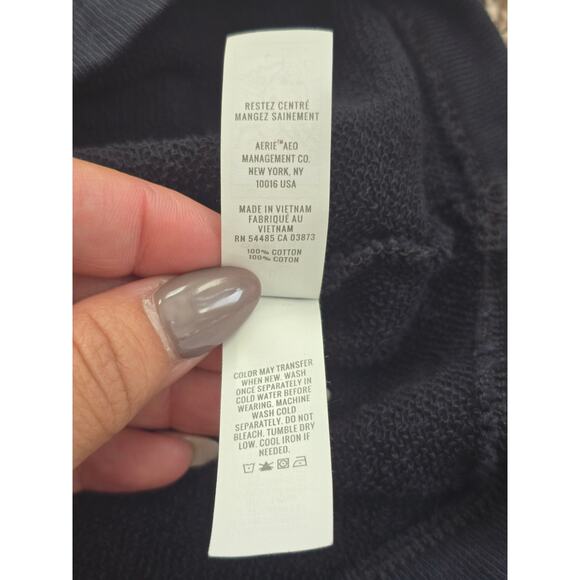 RESTEZ CENTRÉ
MANGEZ SAINEMENT
AERIE™AEO
MANAGEMENT CO.
NEW YORK, NY
10016 USA
MADE IN VIETNAM
FABRIQUÉ AU
VIETNAM
RN 54485 CA 03873
100% COTTON
100% COTON
COLOR MAY TRANSFER
WHEN NEW. WASH
ONCE SEPARATELY IN
COLD WATER BEFORE
WEARING. MACHINE
WASH COLD
SEPARATELY. DO NOT
BLEACH. TUMBLE DRY
LOW. COOL IRON IF
NEEDED.